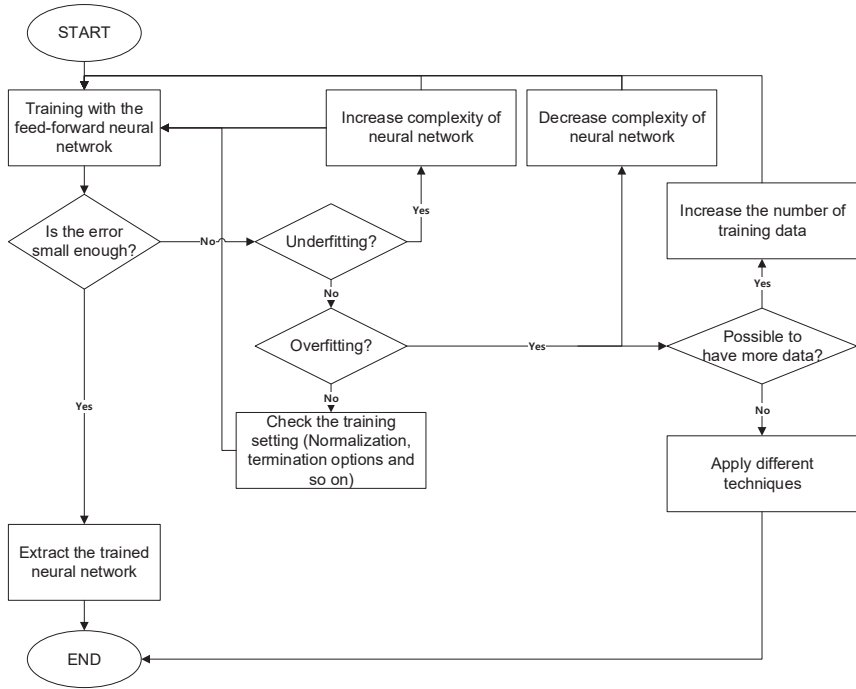 START
Training with the
feed-forward neural
netwrok
Increase complexity of
neural network
Decrease complexity of
neural network
Yes
Increase the number of
training data
Is the error
small enough?
No
Underfitting?
No
Yes
Overfitting?
Yes
Possible to
have more data?
No
Yes
No
Check the training
setting (Normalization,
termination options and
so on)
Apply different
techniques
Extract the trained
neural network
END